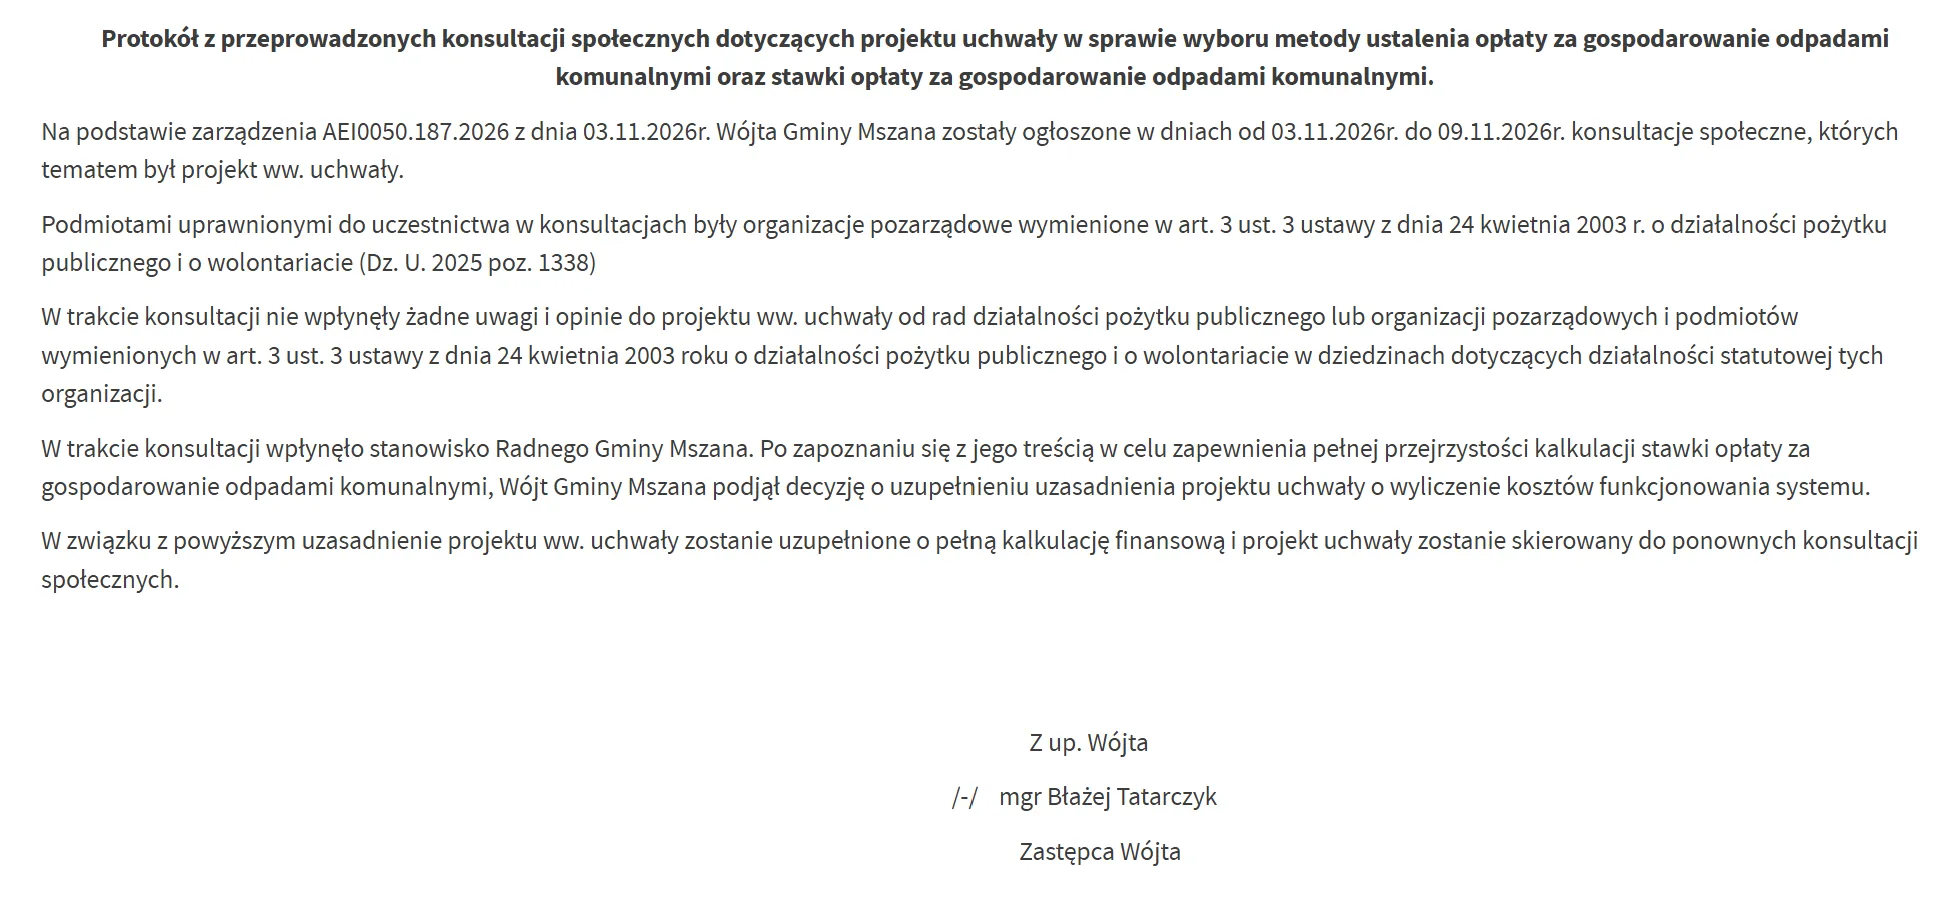 Protokół z przeprowadzonych konsultacji społecznych dotyczących projektu uchwały w sprawie wyboru metody ustalenia opłaty za gospodarowanie odpadami
komunalnymi oraz stawki opłaty za gospodarowanie odpadami komunalnymi.
Na podstawie zarządzenia AEI0050.187.2026 z dnia 03.11.2026r. Wójta Gminy Mszana zostały ogłoszone w dniach od 03.11.2026r. do 09.11.2026r. konsultacje społeczne, których
tematem był projekt ww. uchwały.
Podmiotami uprawnionymi do uczestnictwa w konsultacjach były organizacje pozarządowe wymienione w art. 3 ust. 3 ustawy z dnia 24 kwietnia 2003 r. o działalności pożytku
publicznego i o wolontariacie (Dz. U. 2025 poz. 1338)
W trakcie konsultacji nie wpłynęły żadne uwagi i opinie do projektu ww. uchwały od rad działalności pożytku publicznego lub organizacji pozarządowych i podmiotów
wymienionych w art. 3 ust. 3 ustawy z dnia 24 kwietnia 2003 roku o działalności pożytku publicznego i o wolontariacie w dziedzinach dotyczących działalności statutowej tych
organizacji.
W trakcie konsultacji wpłynęło stanowisko Radnego Gminy Mszana. Po zapoznaniu się z jego treścią w celu zapewnienia pełnej przejrzystości kalkulacji stawki opłaty za
gospodarowanie odpadami komunalnymi, Wójt Gminy Mszana podjął decyzję o uzupełnieniu uzasadnienia projektu uchwały o wyliczenie kosztów funkcjonowania systemu.
W związku z powyższym uzasadnienie projektu ww. uchwały zostanie uzupełnione o pełną kalkulację finansową i projekt uchwały zostanie skierowany do ponownych konsultacji
społecznych.
Z up. Wójta
/-/ mgr Błażej Tatarczyk
Zastępca Wójta